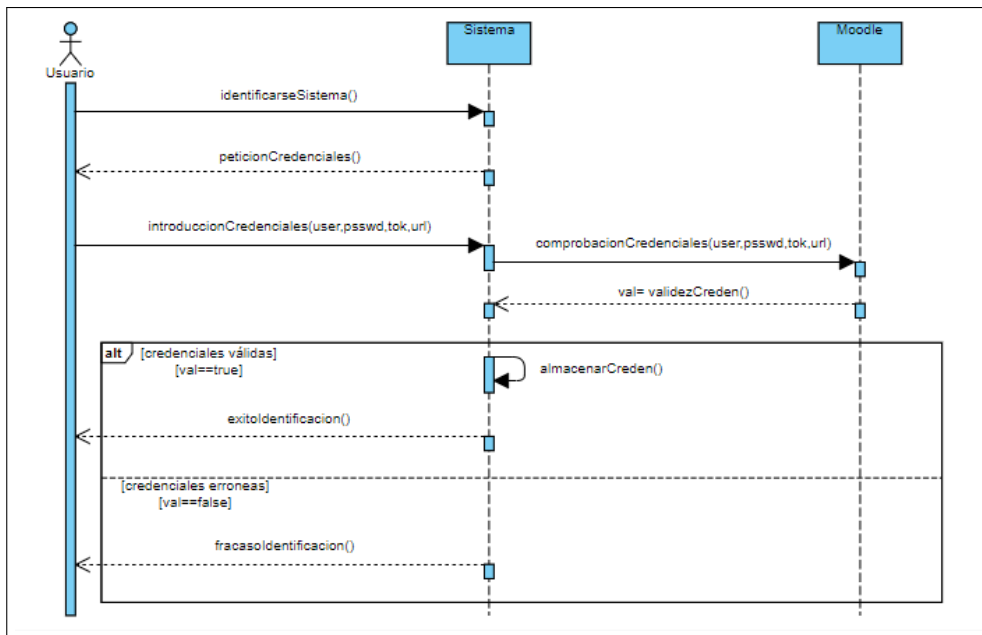 Sistema
Moodle
Usuario
identificarseSistema()
peticionCredenciales()
introduccionCredenciales(user,psswd,tok,url)
comprobacionCredenciales(user,psswd,tok,url)
val= validezCreden()
alt
[credenciales válidas]
[val==true]
almacenarCreden()
exitoIdentificacion()
[credenciales erroneas]
[val==false]
fracasoIdentificacion()